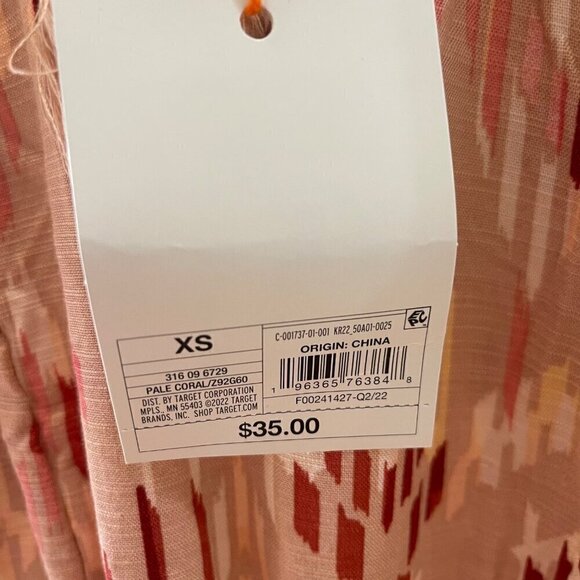 XS
316 09 6729
PALE CORAL/Z92G60
DIST. BY TARGET CORPORATION
MPLS., MN 55403 ©2022 TARGET
BRANDS, INC. SHOP TARGET.COM
C-001737-01-001 KR22_50A01-0025
ORIGIN: CHINA
1 96365 76384 8
F00241427-Q2/22
$35.00